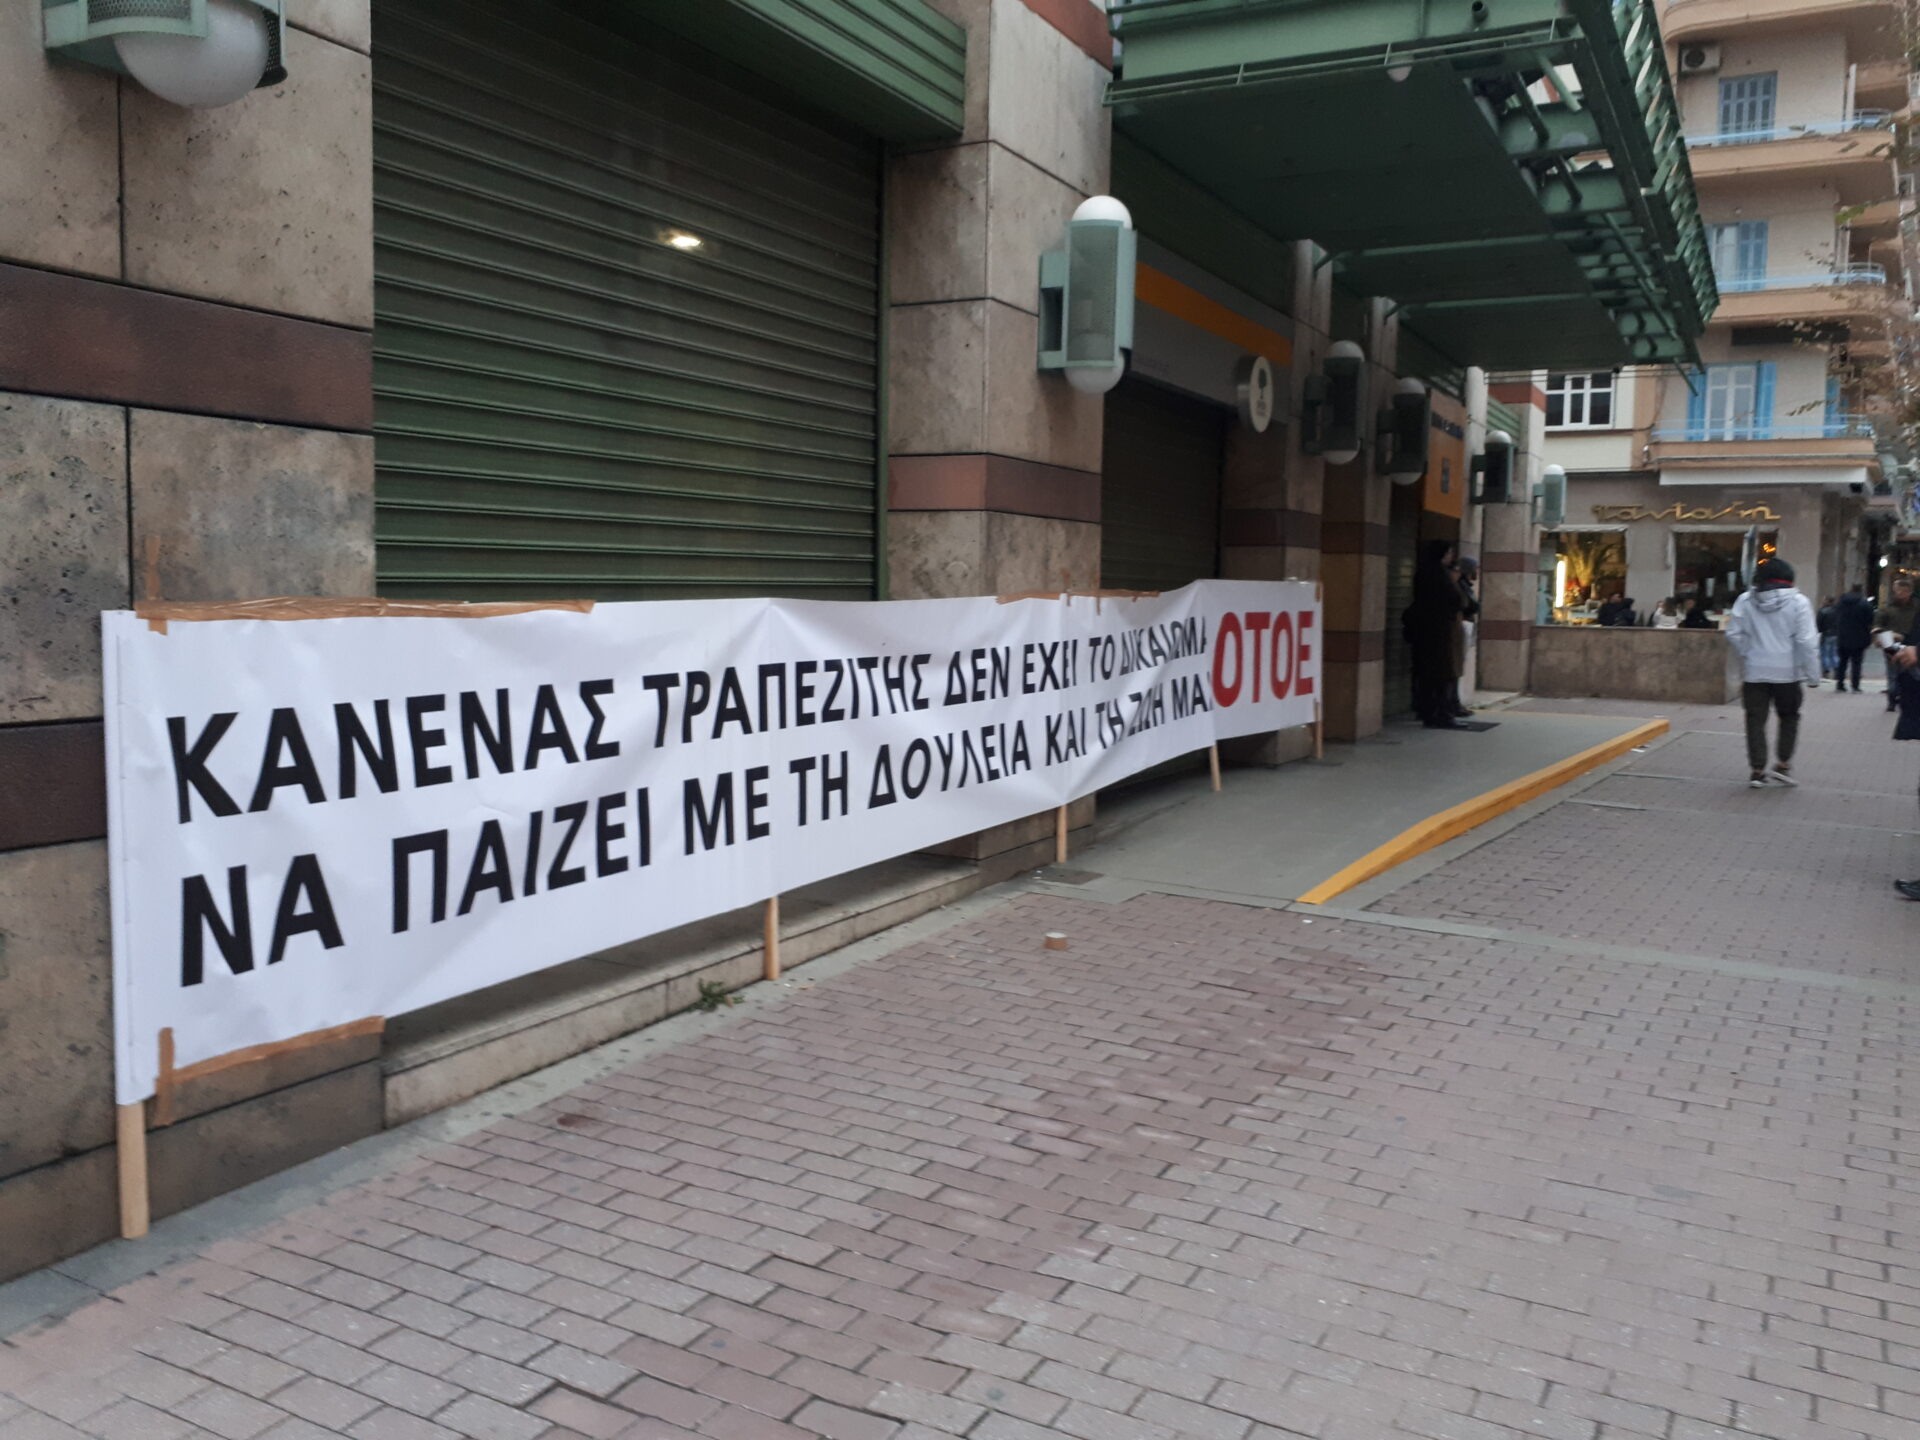 ΚΑΝΕΝΑΣ ΤΡΑΠΕΖΙΤΗΣ ΔΕΝ ΕΧΕΙ ΤΟ ΔΙΚΑΙΩΜΑ
ΝΑ ΠΑΙΖΕΙ ΜΕ ΤΗ ΔΟΥΛΕΙΑ ΚΑΙ ΤΗ ΖΩΗ ΜΑΣ
ΟΤΟΕ